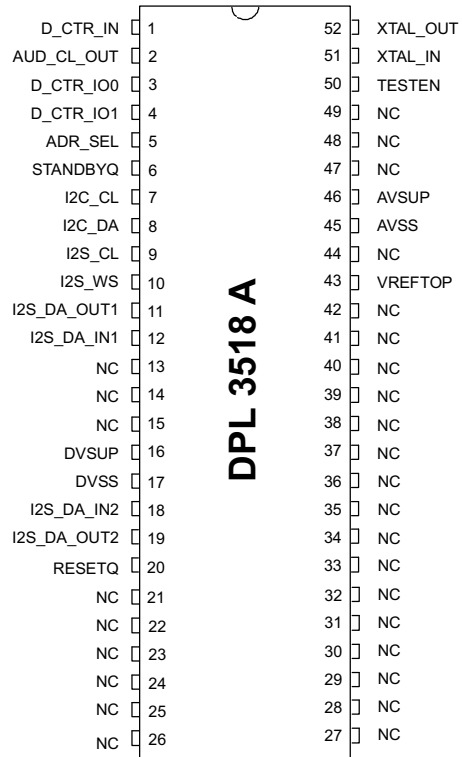 D_CTR_IN 1 52 XTAL_OUT
AUD_CL_OUT 2 51 XTAL_IN
D_CTR_IO0 3 50 TESTEN
D_CTR_IO1 4 49 NC
ADR_SEL 5 48 NC
STANDBYQ 6 47 NC
I2C_CL 7 46 AVSUP
I2C_DA 8 45 AVSS
I2S_CL 9 44 NC
I2S_WS 10 43 VREFTOP
I2S_DA_OUT1 11 42 NC
I2S_DA_IN1 12 41 NC
NC 13 40 NC
NC 14 39 NC
NC 15 38 NC
DVSUP 16 37 NC
DVSS 17 36 NC
I2S_DA_IN2 18 35 NC
I2S_DA_OUT2 19 34 NC
RESETQ 20 33 NC
NC 21 32 NC
NC 22 31 NC
NC 23 30 NC
NC 24 29 NC
NC 25 28 NC
NC 26 27 NC
DPL 3518 A